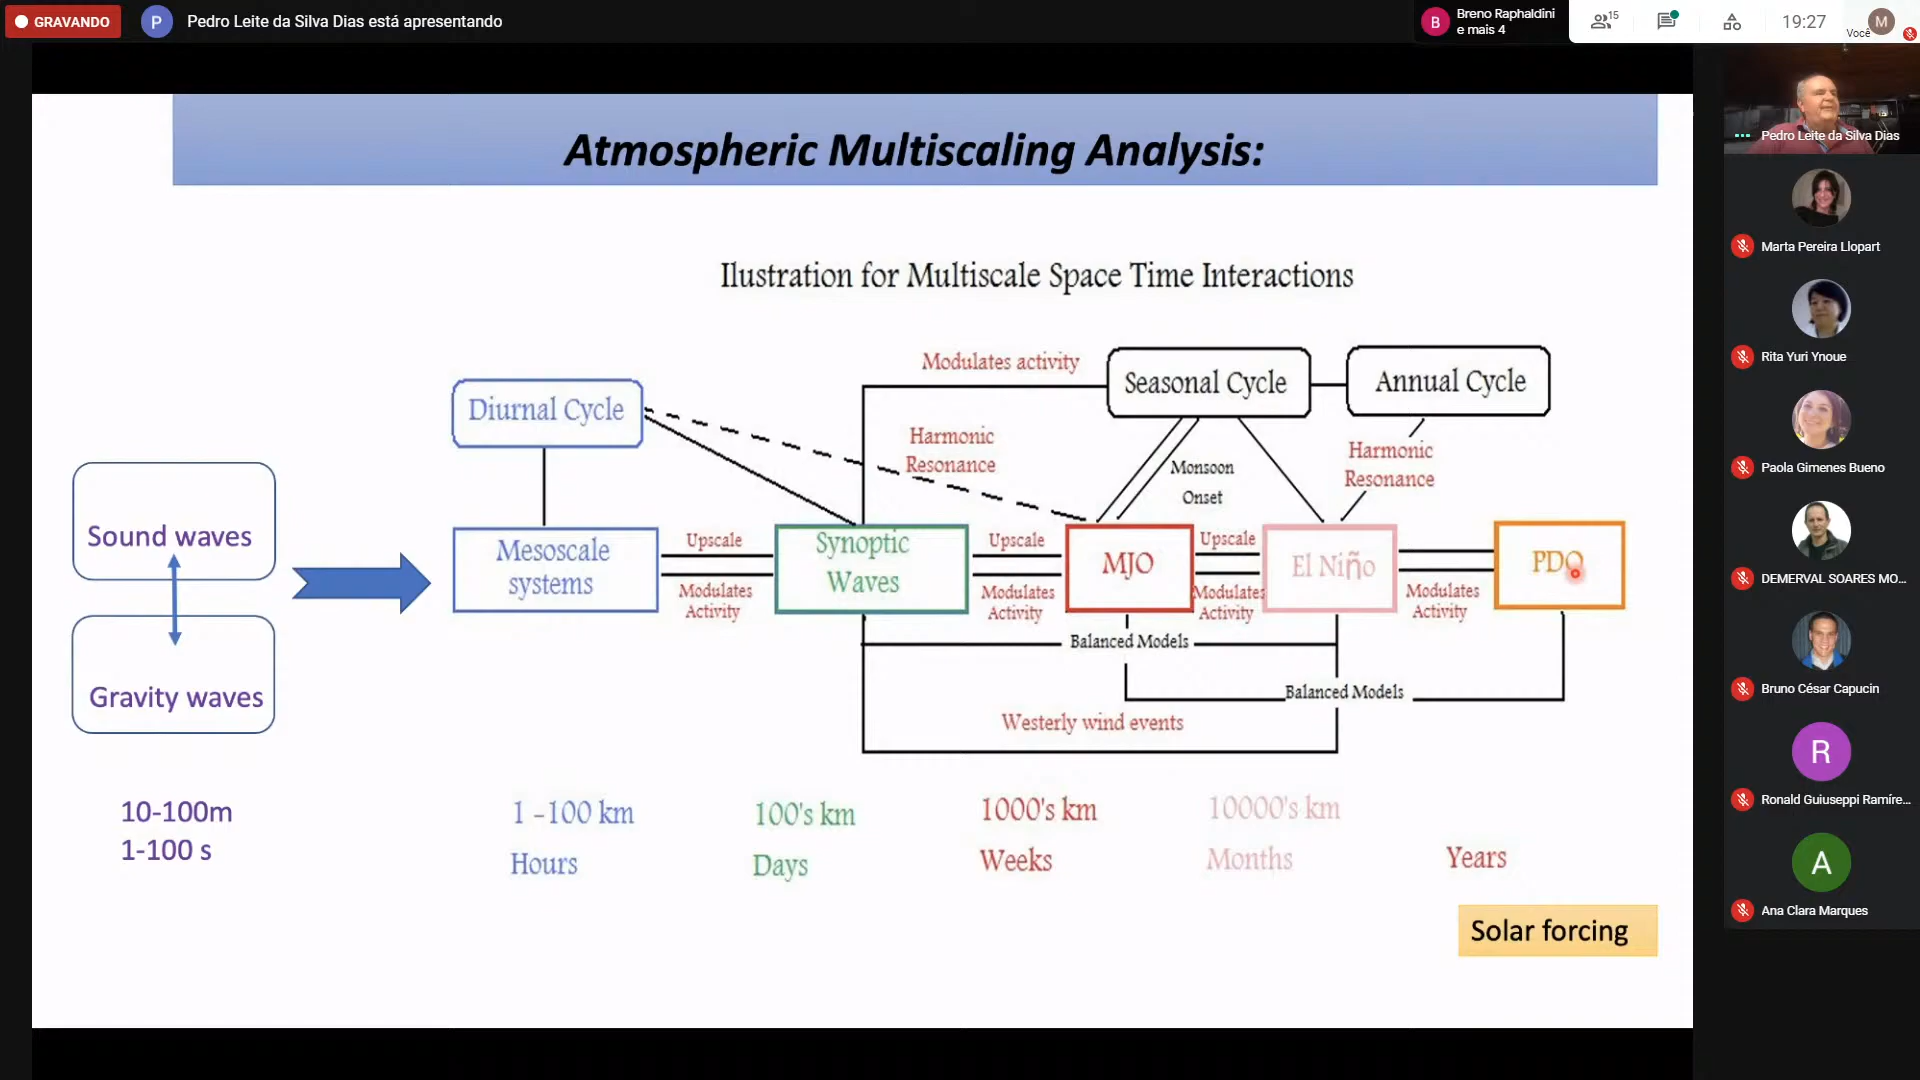 GRAVANDO
P
Pedro Leite da Silva Dias está apresentando
B
Breno Raphaldini
e mais 4
15
19:27
Você
M
Atmospheric Multiscaling Analysis:
Ilustration for Multiscale Space Time Interactions
Modulates activity
Seasonal Cycle
Annual Cycle
Diurnal Cycle
Harmonic
Resonance
Monsoon
Onset
Harmonic
Resonance
Sound waves
Gravity waves
Mesoscale
systems
Upscale
Modulates
Activity
Synoptic
Waves
Upscale
Modulates
Activity
MJO
Upscale
Modulates
Activity
El Niño
Modulates
Activity
PDO
Balanced Models
Balanced Models
Westerly wind events
10-100m
1-100 s
1 -100 km
Hours
100's km
Days
1000's km
Weeks
10000's km
Months
Years
Solar forcing
Pedro Leite da Silva Dias
Marta Pereira Llopart
Rita Yuri Ynoue
Paola Gimenes Bueno
DEMERVAL SOARES MO...
Bruno César Capucin
R
Ronald Guiuseppi Ramíre...
A
Ana Clara Marques